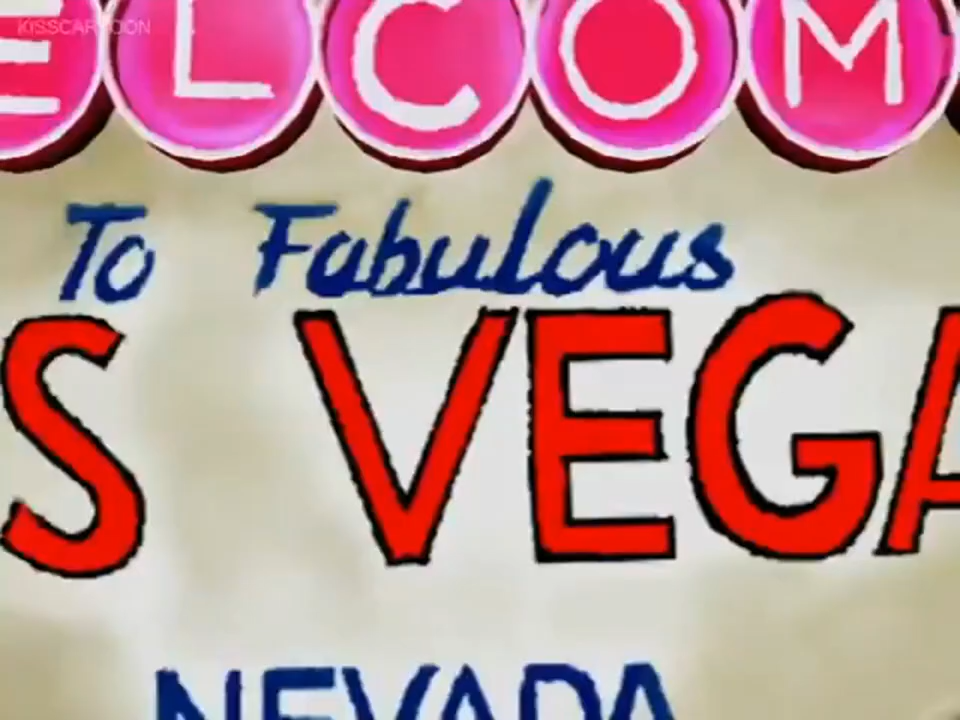 KISSCARTOON
ELCOM
To Fabulous
S VEGA
NEVADA